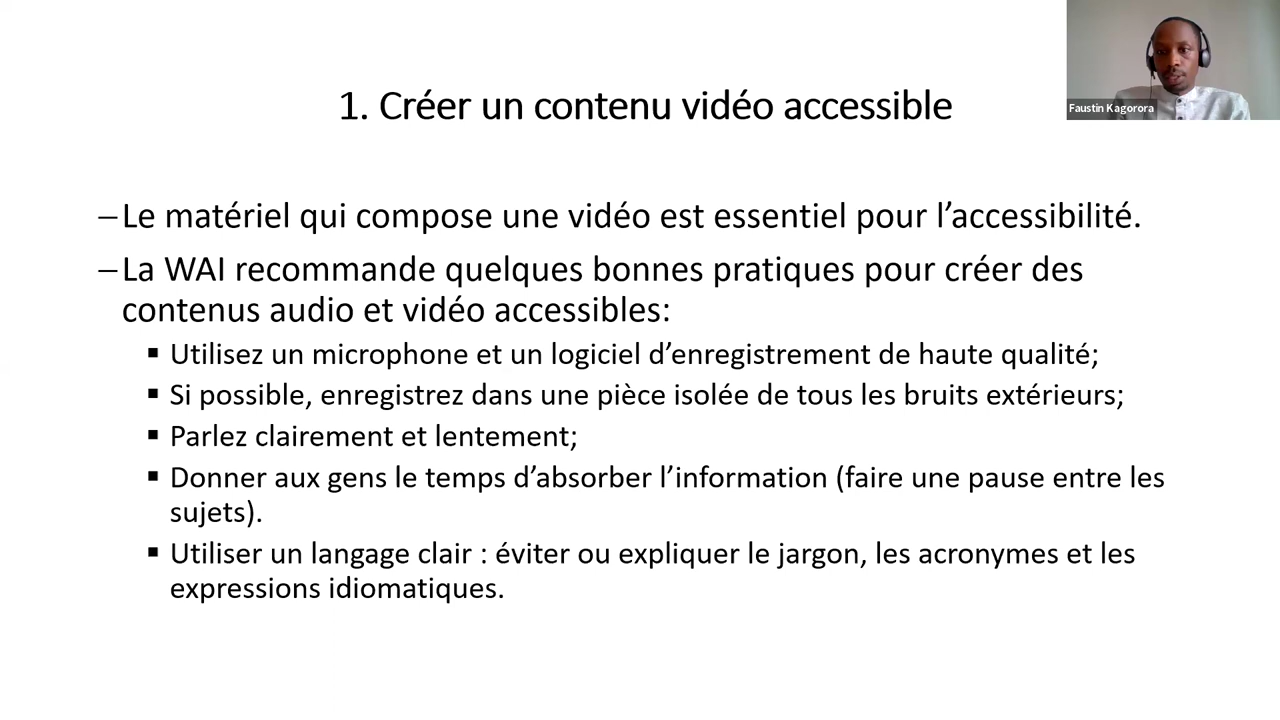 1. Créer un contenu vidéo accessible
Faustin Kagorora
–Le matériel qui compose une vidéo est essentiel pour l’accessibilité.
–La WAI recommande quelques bonnes pratiques pour créer des
contenus audio et vidéo accessibles:
▪ Utilisez un microphone et un logiciel d’enregistrement de haute qualité;
▪ Si possible, enregistrez dans une pièce isolée de tous les bruits extérieurs;
▪ Parlez clairement et lentement;
▪ Donner aux gens le temps d’absorber l’information (faire une pause entre les
sujets).
▪ Utiliser un langage clair : éviter ou expliquer le jargon, les acronymes et les
expressions idiomatiques.